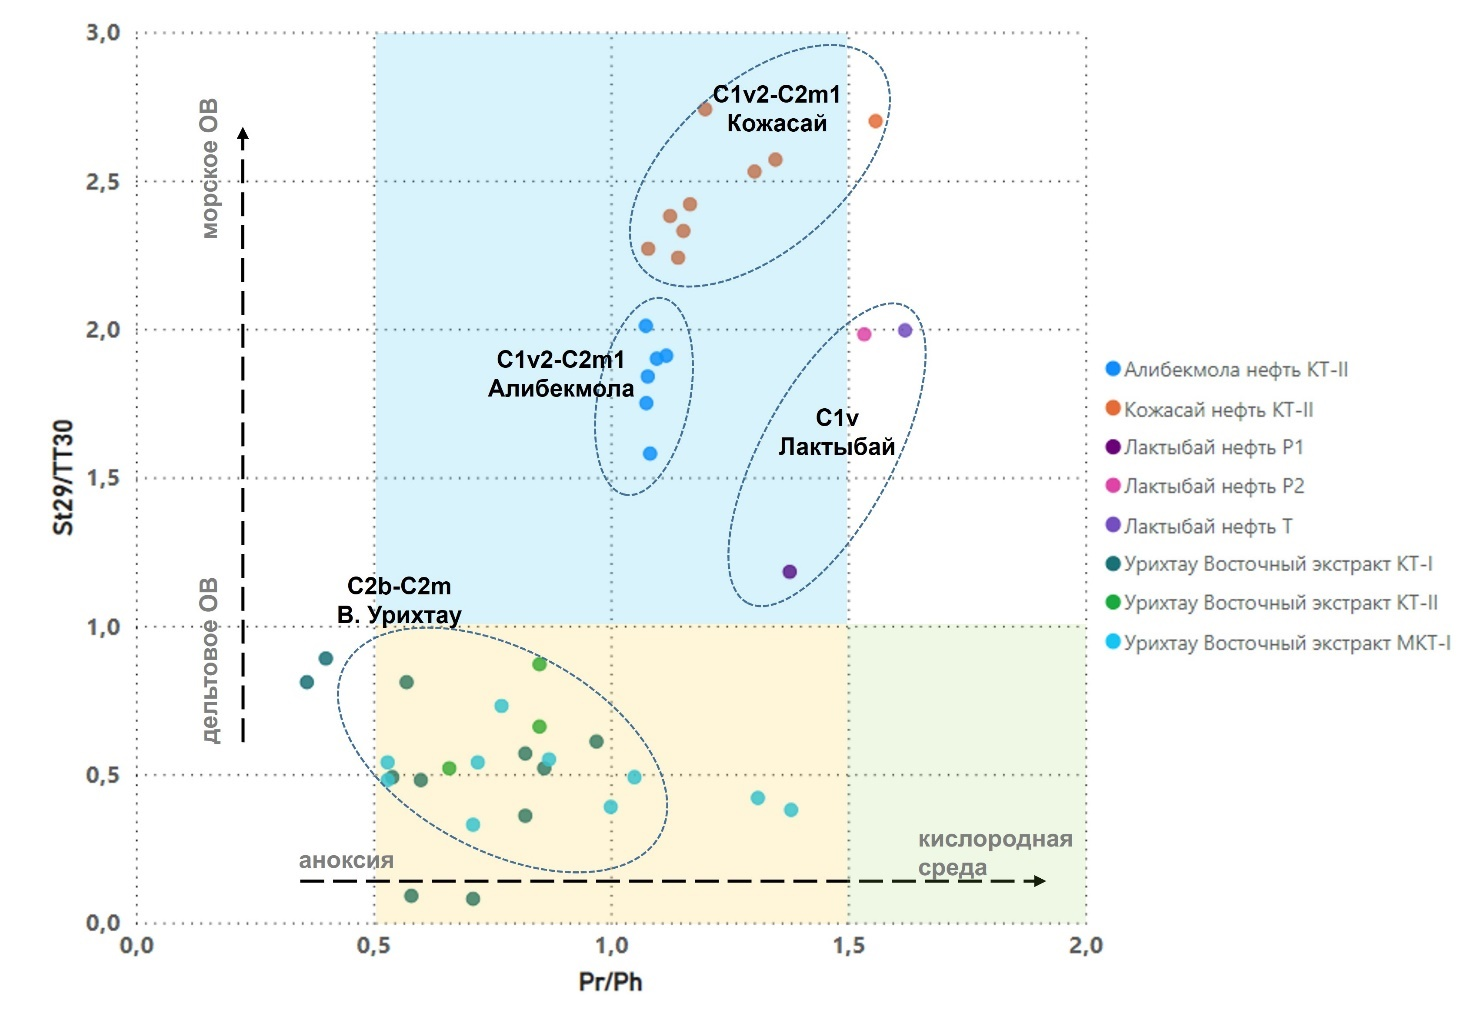 3,0
2,5
2,0
1,5
1,0
0,5
0,0
St29/TT30
морское ОВ
дельтовое ОВ
C1v2-C2m1
Кожасай
C1v2-C2m1
Алибекмола
C1v
Лактыбай
C2b-C2m
В. Урихтау
аноксия
кислородная
среда
0,0
0,5
1,0
1,5
2,0
Pr/Ph
Алибекмола нефть КТ-II
Кожасай нефть КТ-II
Лактыбай нефть P1
Лактыбай нефть P2
Лактыбай нефть T
Урихтау Восточный экстракт КТ-I
Урихтау Восточный экстракт КТ-II
Урихтау Восточный экстракт МКТ-I